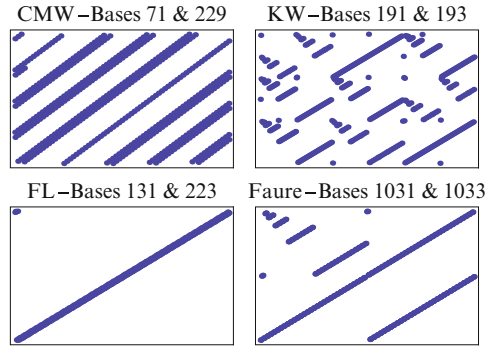 CMW–Bases 71 & 229
KW–Bases 191 & 193
FL–Bases 131 & 223
Faure–Bases 1031 & 1033